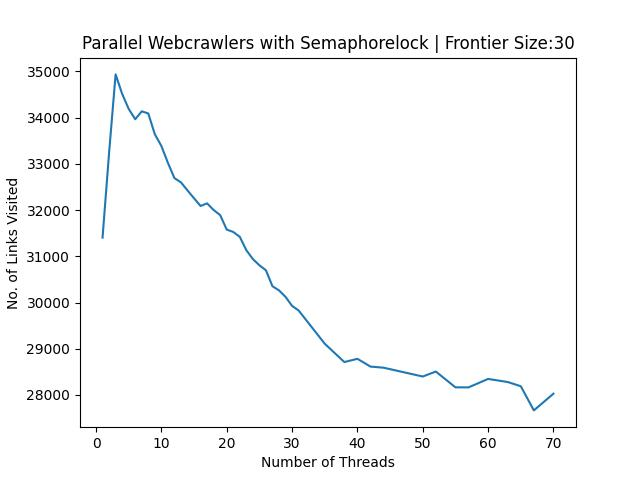 Parallel Webcrawlers with Semaphorelock | Frontier Size:30
35000
34000
33000
32000
31000
30000
29000
28000
No. of Links Visited
0 10 20 30 40 50 60 70
Number of Threads